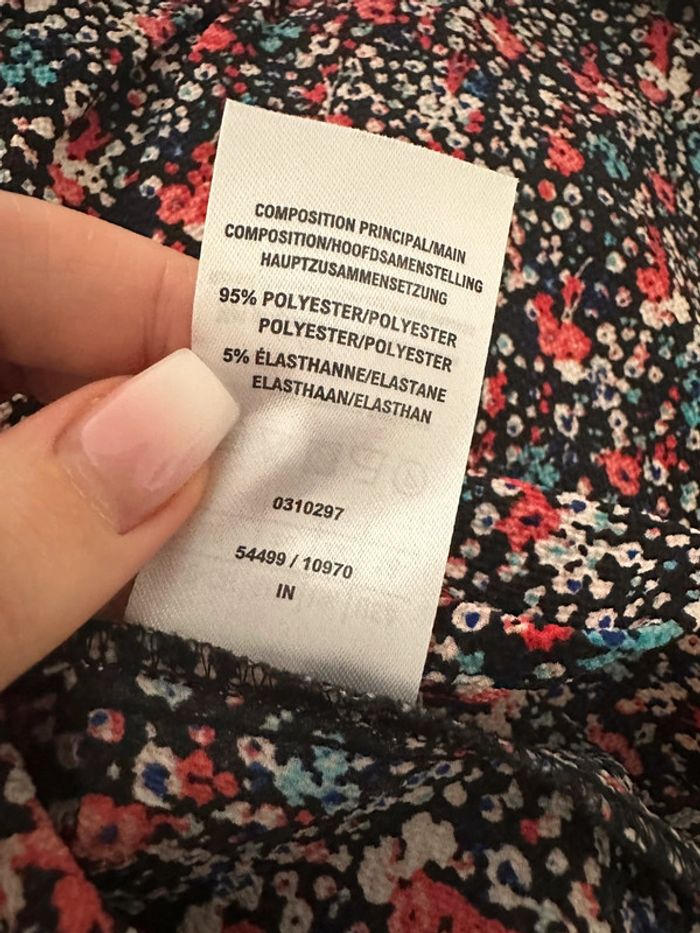 COMPOSITION PRINCIPAL/MAIN
COMPOSITION/HOOFDSAMENSTELLING
HAUPTZUSAMMENSETZUNG
95% POLYESTER/POLYESTER
POLYESTER/POLYESTER
5% ÉLASTHANNE/ELASTANE
ELASTHAAN/ELASTHAN
0310297
54499 / 10970
IN